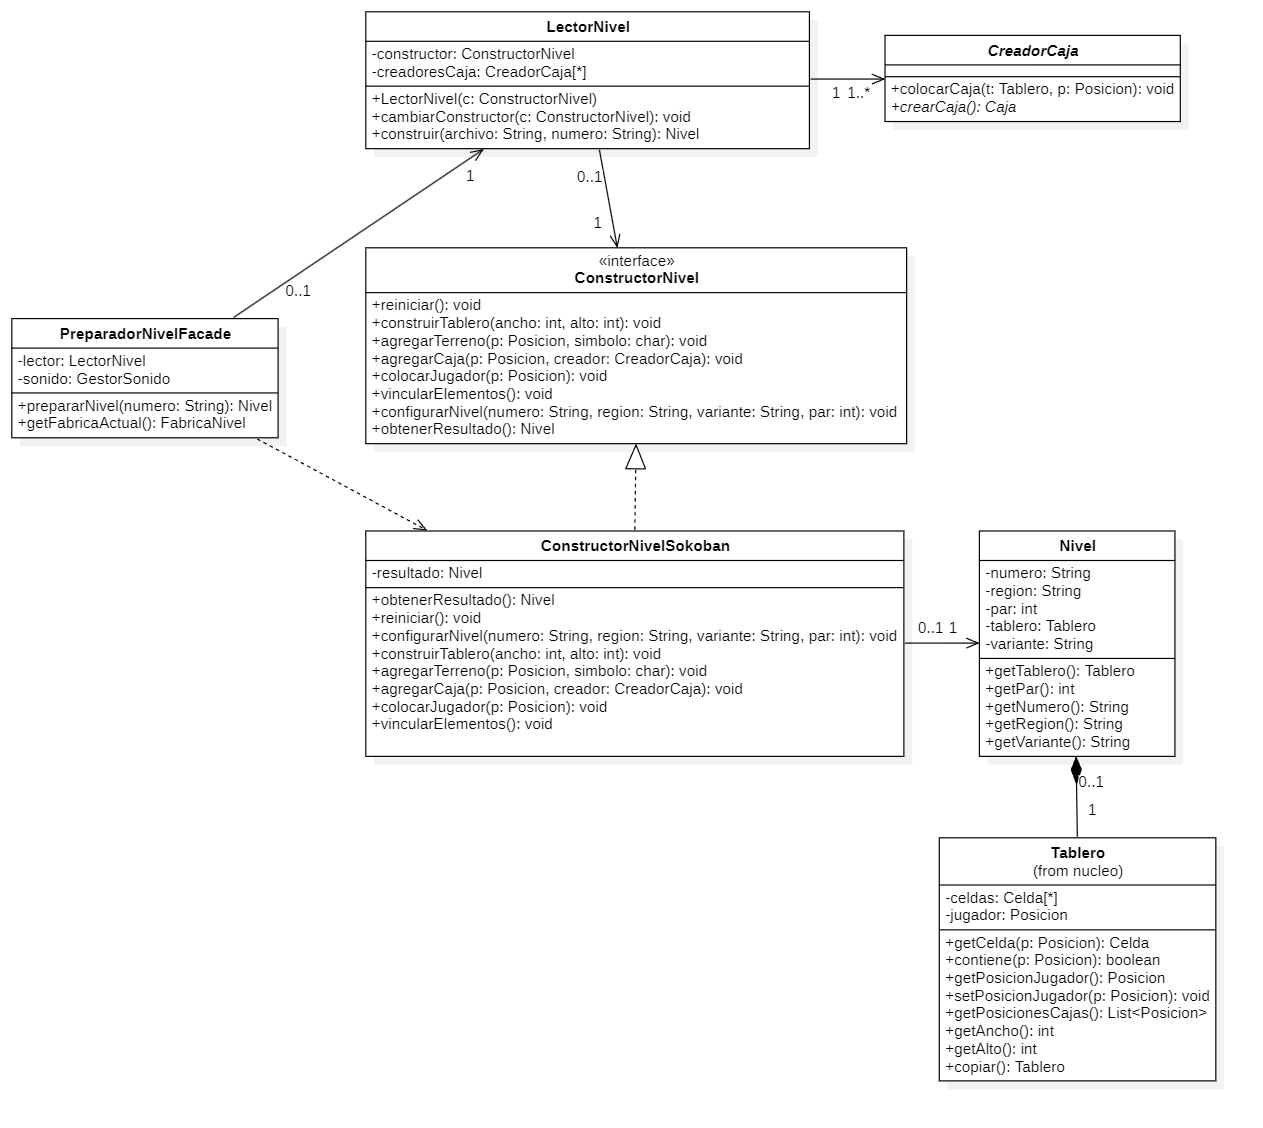 LectorNivel
-constructor: ConstructorNivel
-creadoresCaja: CreadorCaja[*]
+LectorNivel(c: ConstructorNivel)
+cambiarConstructor(c: ConstructorNivel): void
+construir(archivo: String, numero: String): Nivel
1 1..*
CreadorCaja
+colocarCaja(t: Tablero, p: Posicion): void
+crearCaja(): Caja
1
0..1
0..1
1
«interface»
ConstructorNivel
+reiniciar(): void
+construirTablero(ancho: int, alto: int): void
+agregarTerreno(p: Posicion, simbolo: char): void
+agregarCaja(p: Posicion, creador: CreadorCaja): void
+colocarJugador(p: Posicion): void
+vincularElementos(): void
+configurarNivel(numero: String, region: String, variante: String, par: int): void
+obtenerResultado(): Nivel
PreparadorNivelFacade
-lector: LectorNivel
-sonido: GestorSonido
+prepararNivel(numero: String): Nivel
+getFabricaActual(): FabricaNivel
ConstructorNivelSokoban
-resultado: Nivel
+obtenerResultado(): Nivel
+reiniciar(): void
+configurarNivel(numero: String, region: String, variante: String, par: int): void
+construirTablero(ancho: int, alto: int): void
+agregarTerreno(p: Posicion, simbolo: char): void
+agregarCaja(p: Posicion, creador: CreadorCaja): void
+colocarJugador(p: Posicion): void
+vincularElementos(): void
0..1 1
Nivel
-numero: String
-region: String
-par: int
-tablero: Tablero
-variante: String
+getTablero(): Tablero
+getPar(): int
+getNumero(): String
+getRegion(): String
+getVariante(): String
0..1
1
Tablero
(from nucleo)
-celdas: Celda[*]
-jugador: Posicion
+getCelda(p: Posicion): Celda
+contiene(p: Posicion): boolean
+getPosicionJugador(): Posicion
+setPosicionJugador(p: Posicion): void
+getPosicionesCajas(): List<Posicion>
+getAncho(): int
+getAlto(): int
+copiar(): Tablero